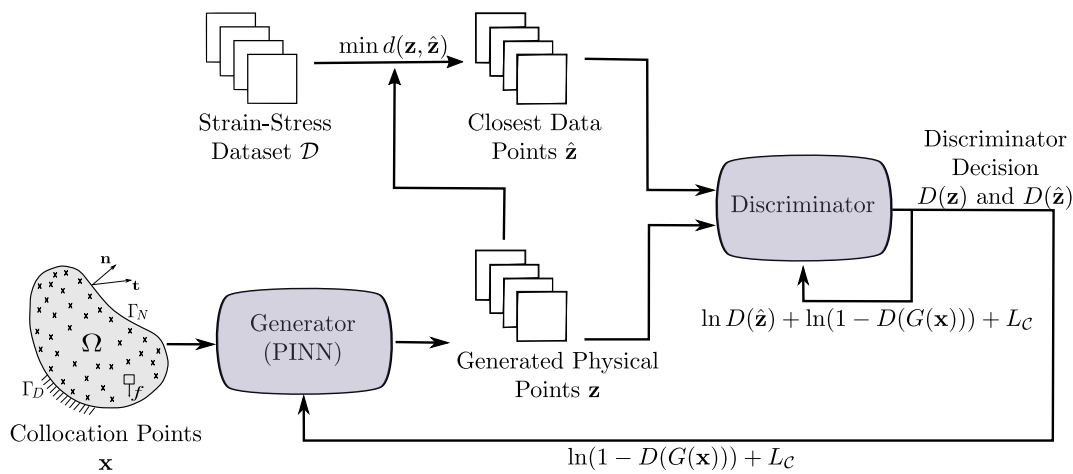 min d(z, ẑ)
Strain-Stress
Dataset 𝒟
Closest Data
Points ẑ
Discriminator
Discriminator
Decision
D(z) and D(ẑ)
n
t
Γ_N
Ω
Γ_D
f
Generator
(PINN)
Generated Physical
Points z
ln D(ẑ) + ln(1 − D(G(x))) + L_𝒞
Collocation Points
x
ln(1 − D(G(x))) + L_𝒞